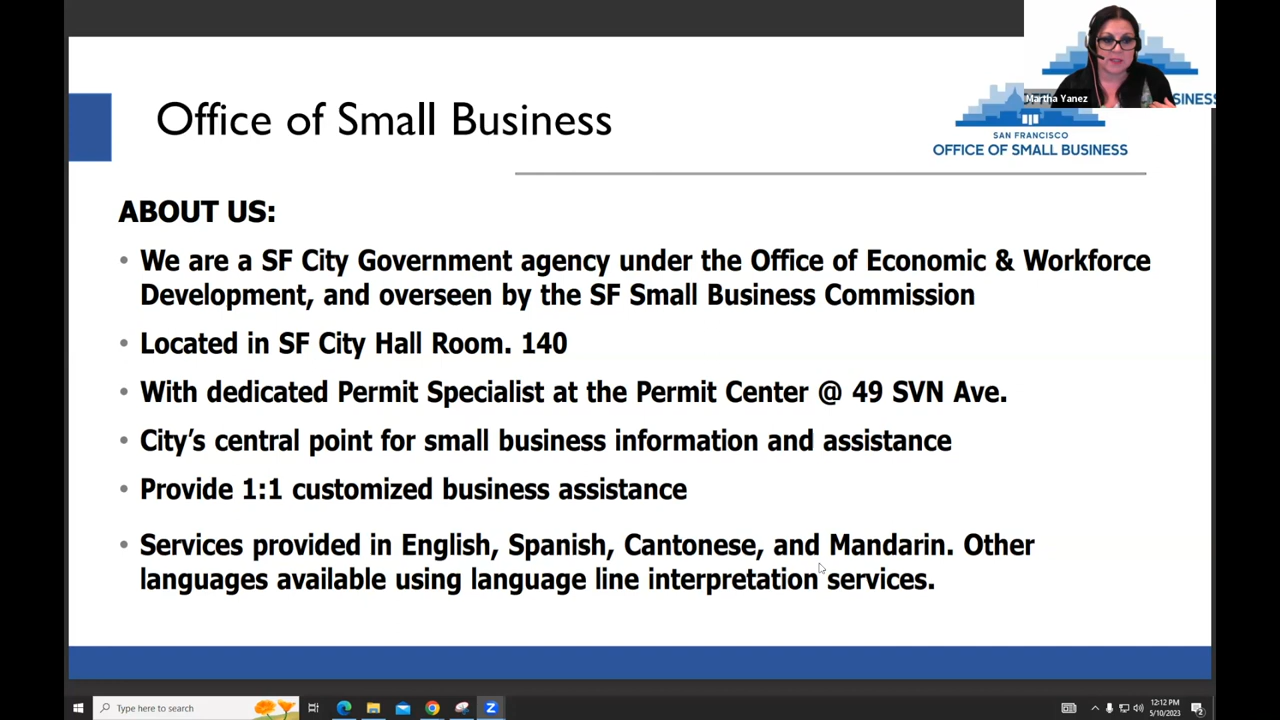 Martha Yanez
SINESS
Office of Small Business
SAN FRANCISCO
OFFICE OF SMALL BUSINESS
ABOUT US:
• We are a SF City Government agency under the Office of Economic & Workforce
Development, and overseen by the SF Small Business Commission
• Located in SF City Hall Room. 140
• With dedicated Permit Specialist at the Permit Center @ 49 SVN Ave.
• City's central point for small business information and assistance
• Provide 1:1 customized business assistance
• Services provided in English, Spanish, Cantonese, and Mandarin. Other
languages available using language line interpretation services.
Type here to search
12:12 PM
5/10/2023
2